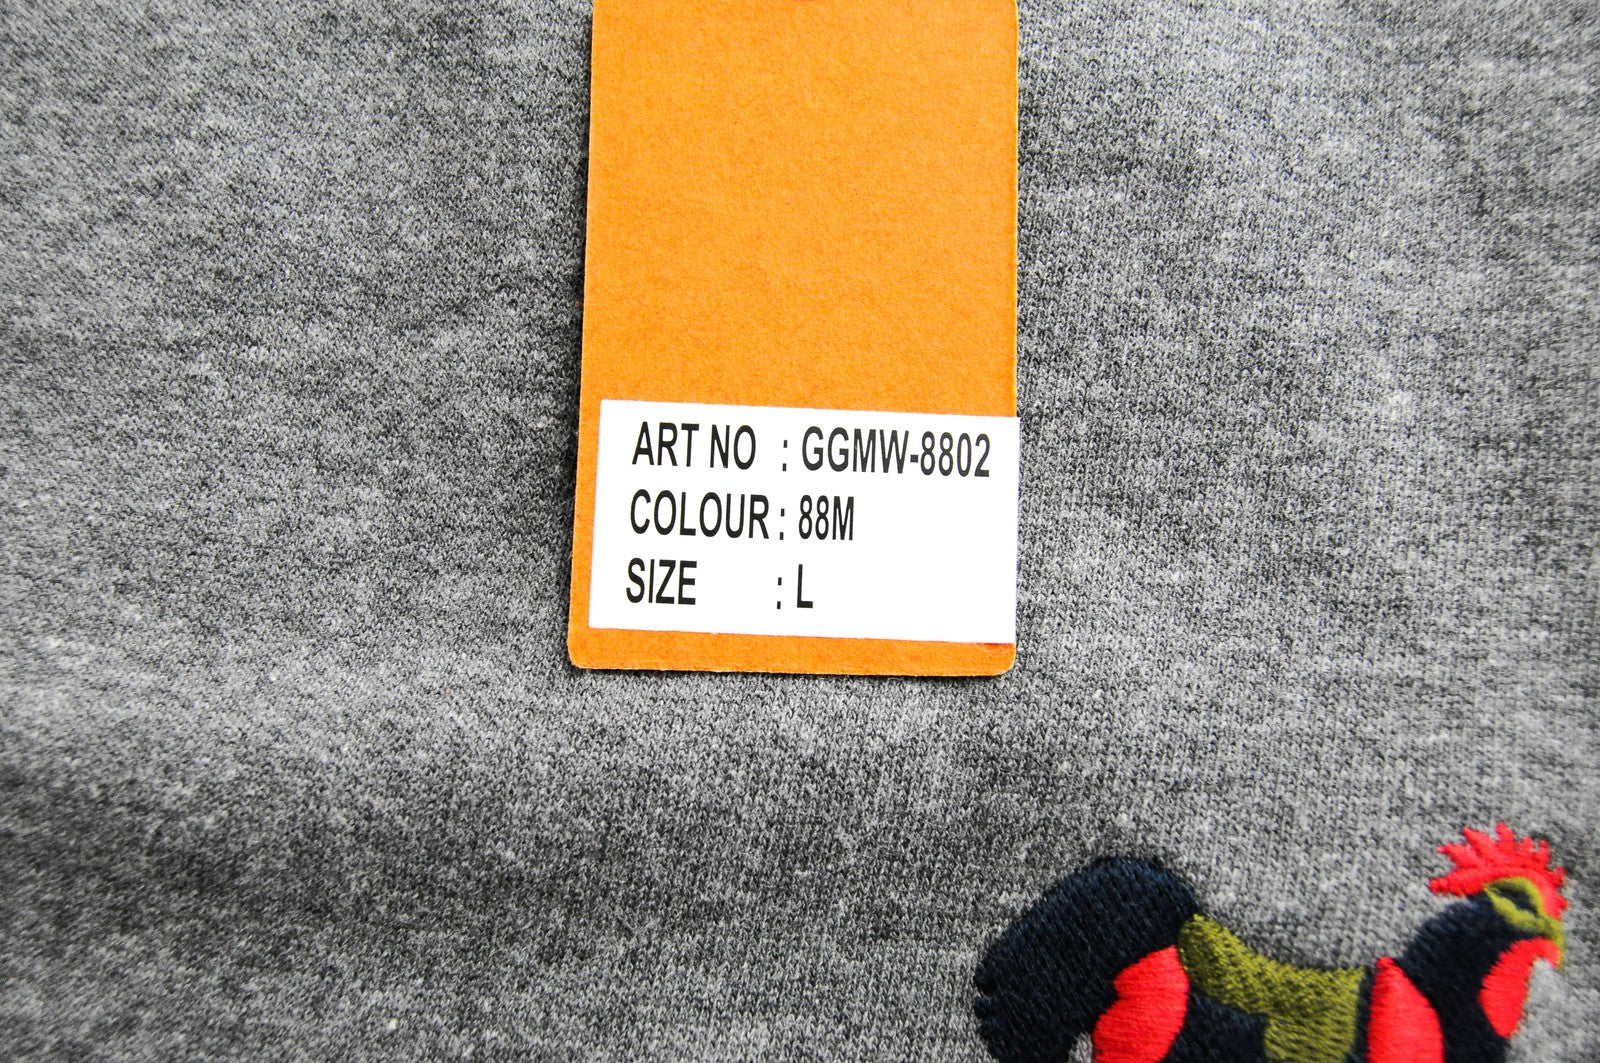 ART NO : GGMW-8802
COLOUR : 88M
SIZE : L